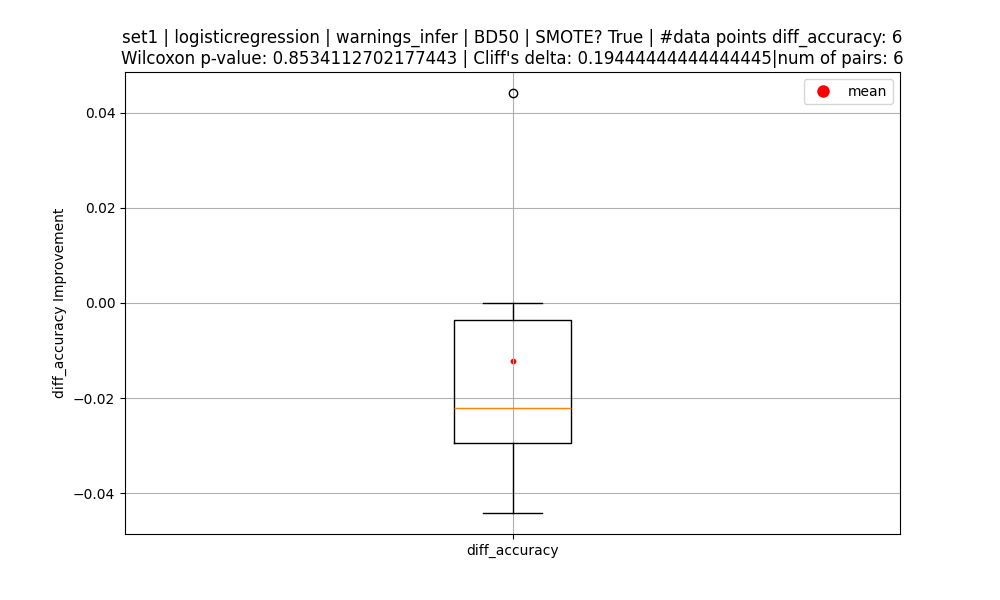 set1 | logisticregression | warnings_infer | BD50 | SMOTE? True | #data points diff_accuracy: 6
Wilcoxon p-value: 0.8534112702177443 | Cliff's delta: 0.19444444444444445|num of pairs: 6
mean
0.04
0.02
0.00
−0.02
−0.04
diff_accuracy Improvement
diff_accuracy